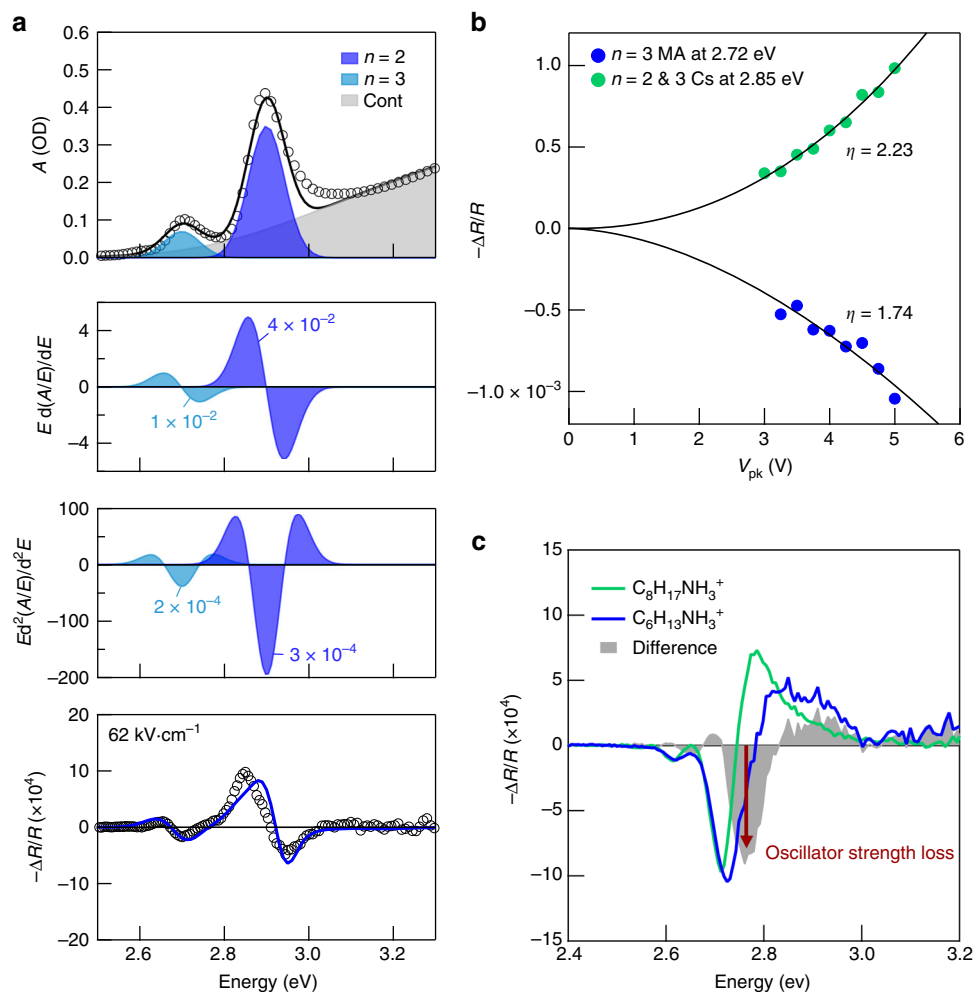 a
0.6
0.5
0.4
0.3
0.2
0.1
0.0
A (OD)
n = 2
n = 3
Cont
4
0
−4
E d(A/E)/dE
4 × 10⁻²
1 × 10⁻²
100
0
−100
−200
Ed²(A/E)/d²E
2 × 10⁻⁴
3 × 10⁻⁴
20
10
0
−10
−20
−ΔR/R (×10⁴)
62 kV·cm⁻¹
2.6 2.8 3.0 3.2
Energy (ev)
b
1.0
0.5
0.0
−0.5
−1.0 × 10⁻³
−ΔR/R
n = 3 MA at 2.72 eV
n = 2 & 3 Cs at 2.85 eV
η = 2.23
η = 1.74
0 1 2 3 4 5 6
Vpk (V)
c
15
10
5
0
−5
−10
−15
−ΔR/R (×10⁴)
C₈H₁₇NH₃⁺
C₆H₁₃NH₃⁺
Difference
Oscillator strength loss
2.4 2.6 2.8 3.0 3.2
Energy (ev)